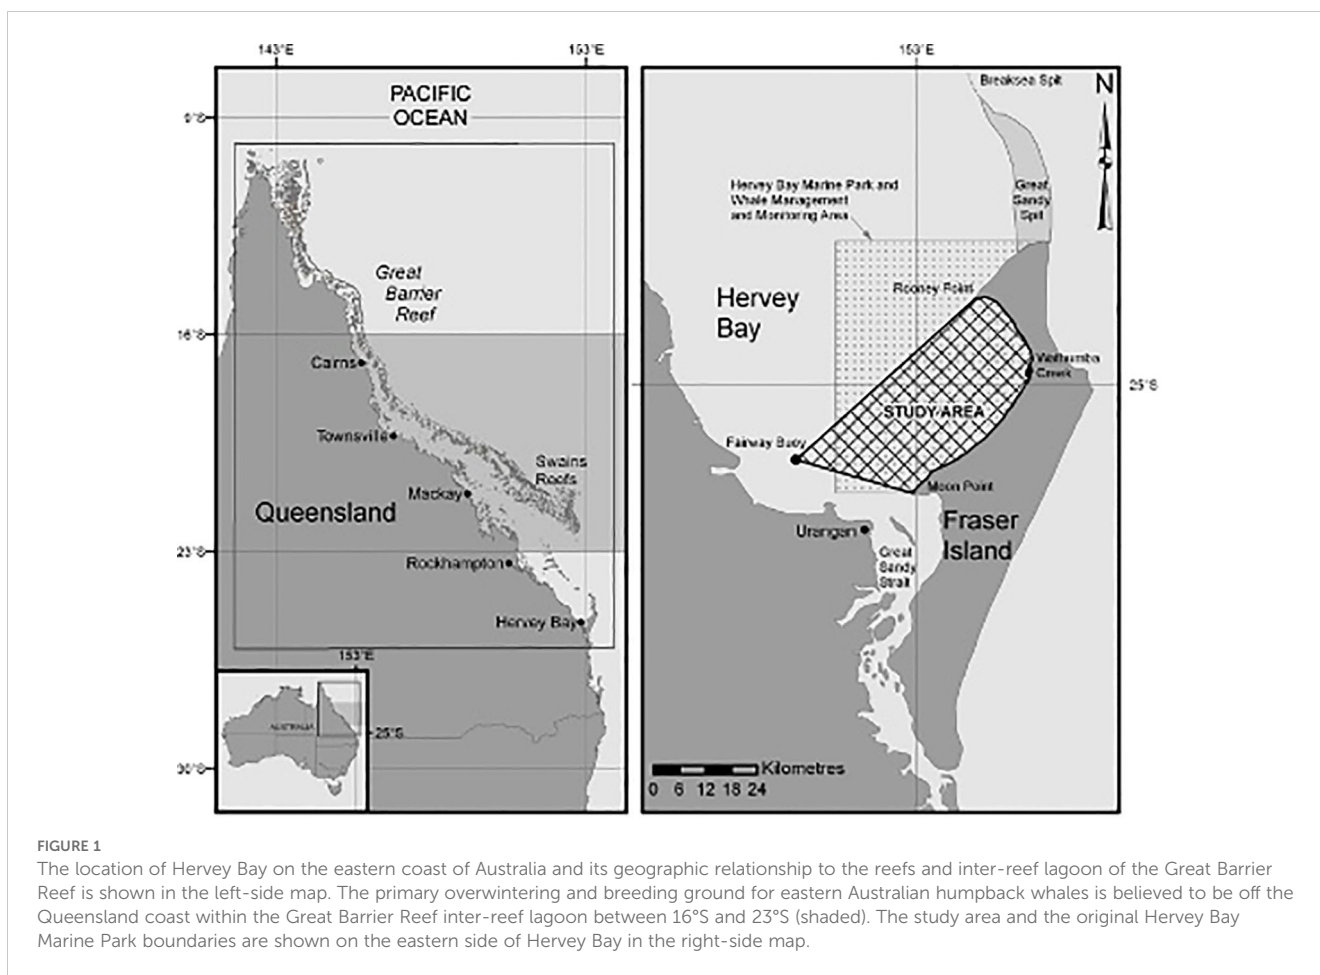 143°E
153°E
PACIFIC
OCEAN
9°S
Great
Barrier
Reef
16°S
Cairns
Townsville
Swains
Reefs
Mackay
Queensland
23°S
Rockhampton
Hervey Bay
153°E
AUSTRALIA
25°S
30°S
153°E
Breaksea Spit
N
Hervey Bay Marine Park and
Whale Management
and Monitoring Area
Great
Sandy
Spit
Rooney Point
Hervey
Bay
Wathumba
Creek
25°S
STUDY AREA
Fairway Buoy
Moon Point
Urangan
Fraser
Island
Great
Sandy
Strait
Kilometres
0 6 12 18 24
FIGURE 1
The location of Hervey Bay on the eastern coast of Australia and its geographic relationship to the reefs and inter-reef lagoon of the Great Barrier
Reef is shown in the left-side map. The primary overwintering and breeding ground for eastern Australian humpback whales is believed to be off the
Queensland coast within the Great Barrier Reef inter-reef lagoon between 16°S and 23°S (shaded). The study area and the original Hervey Bay
Marine Park boundaries are shown on the eastern side of Hervey Bay in the right-side map.